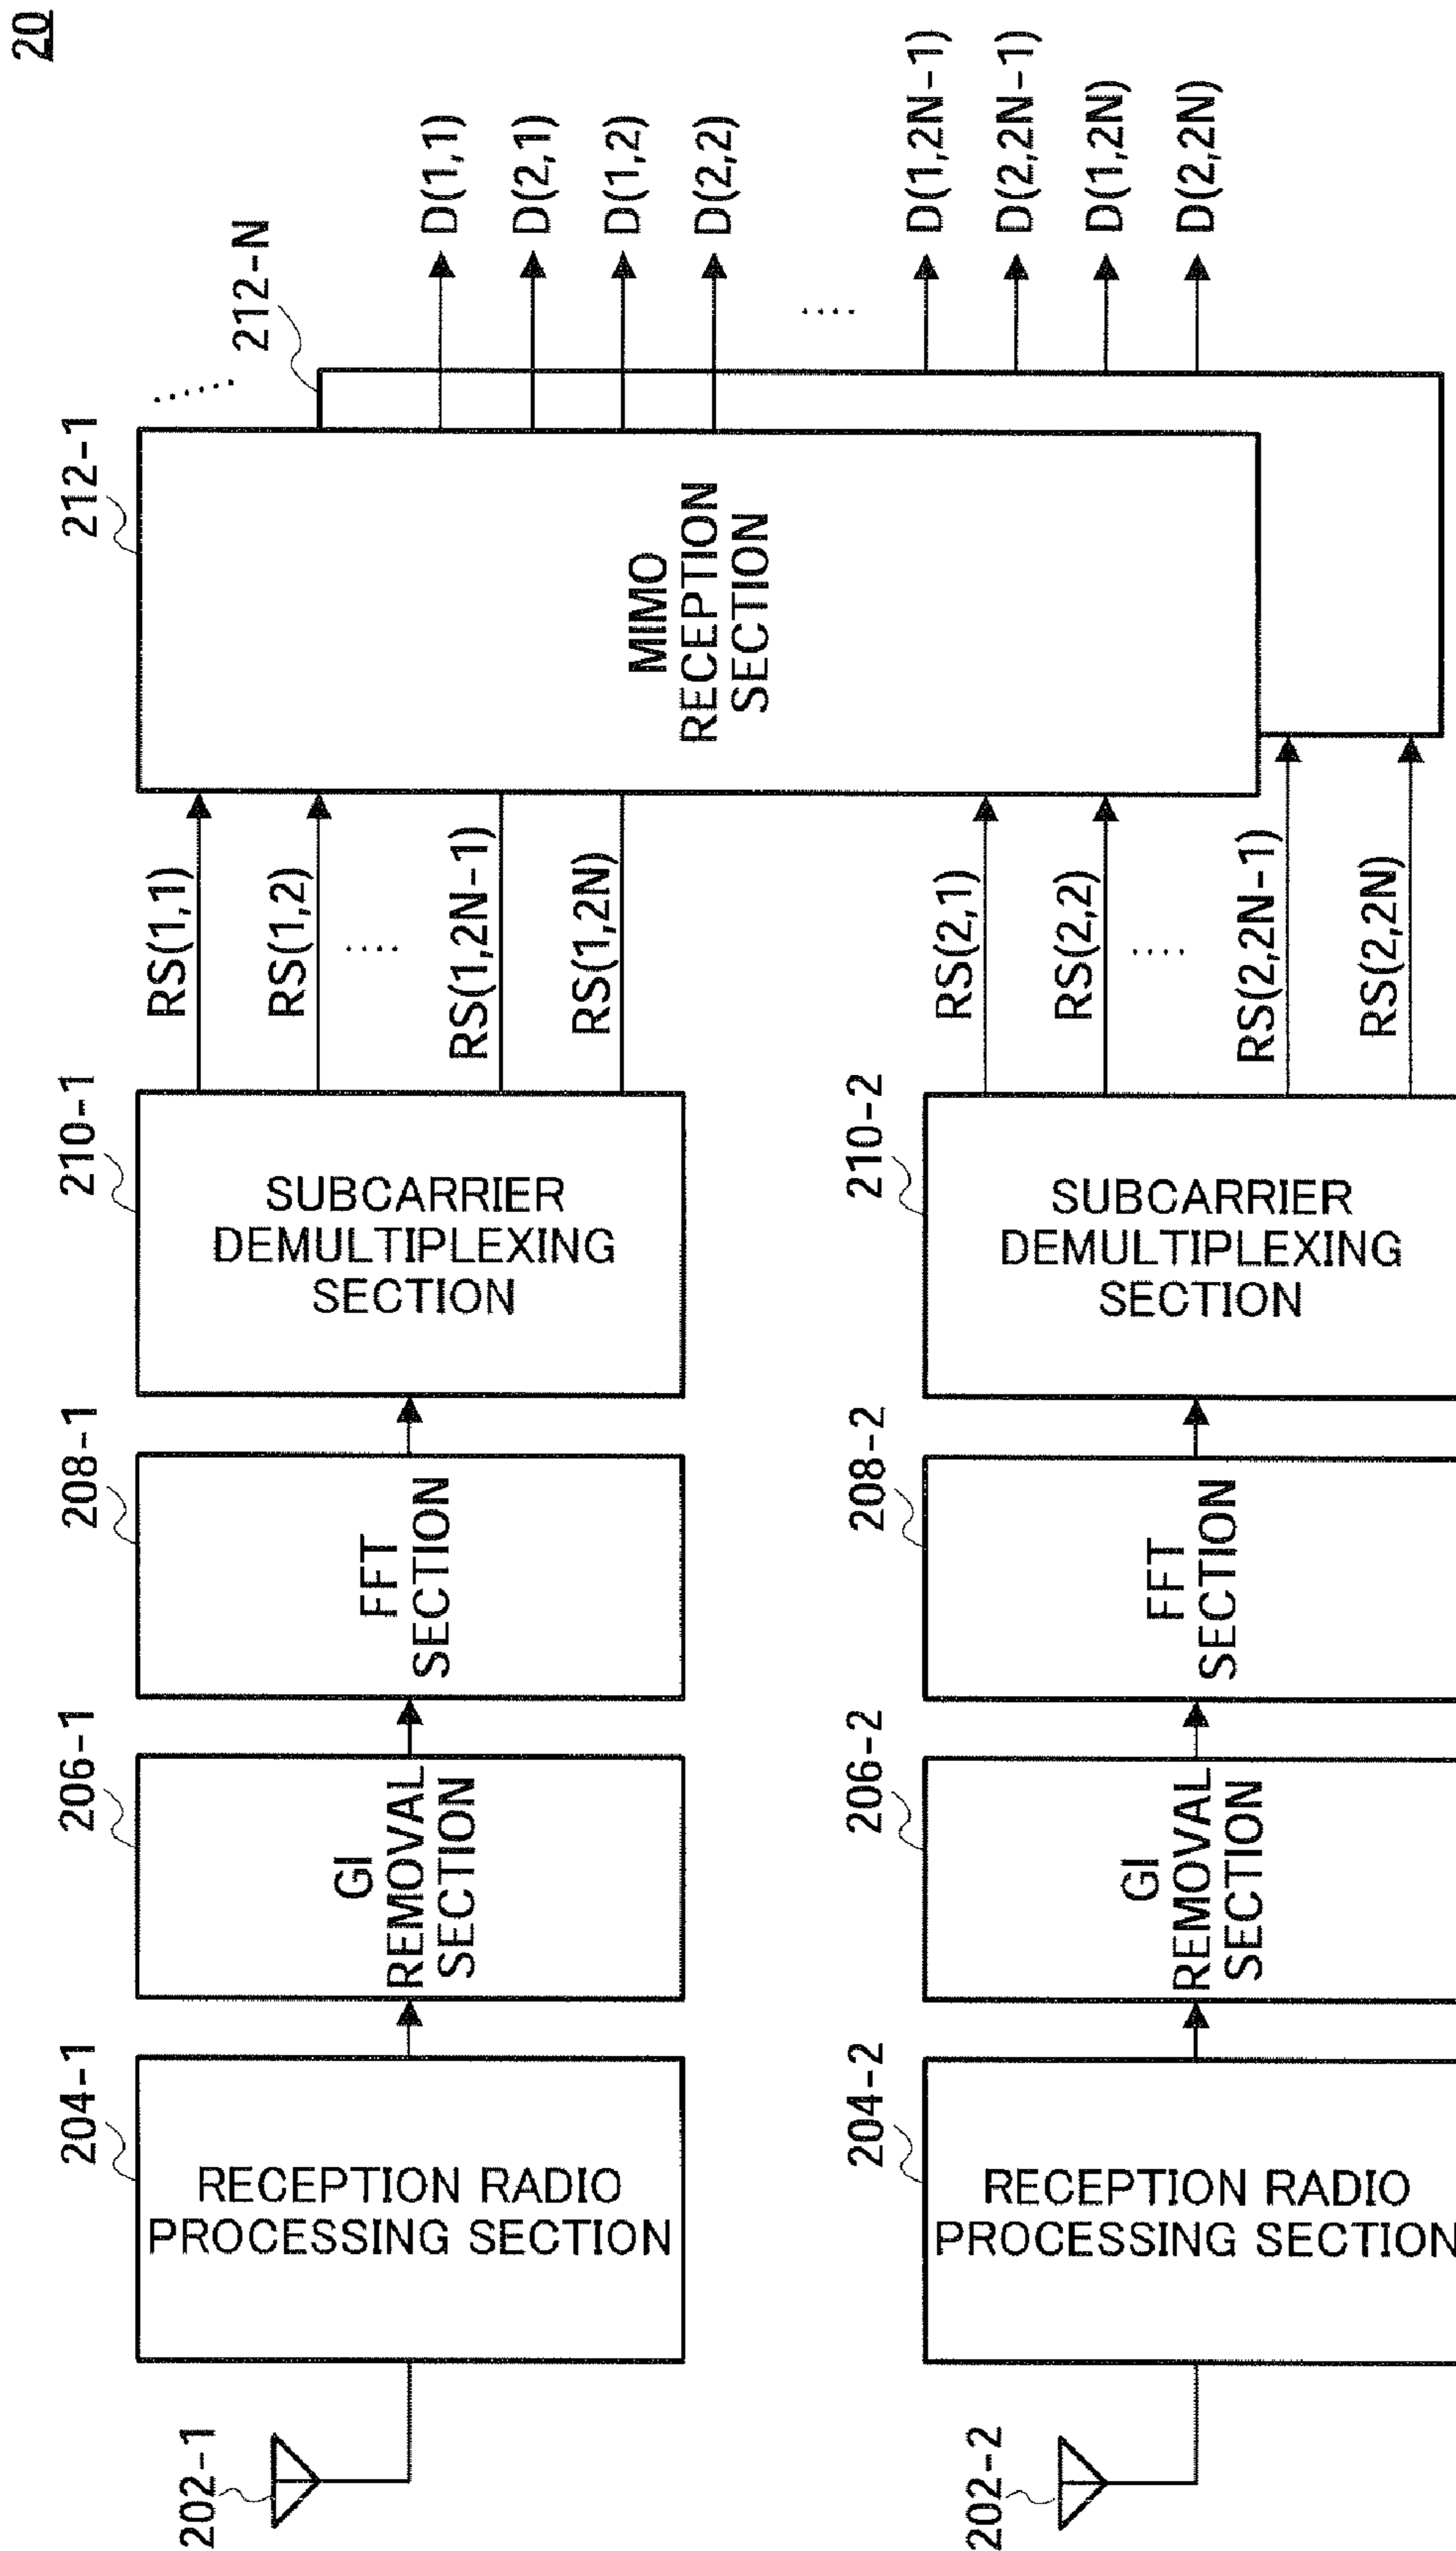 20
212-1
212-N
202-1
204-1
206-1
208-1
210-1
RECEPTION RADIO
PROCESSING SECTION
GI
REMOVAL
SECTION
FFT
SECTION
SUBCARRIER
DEMULTIPLEXING
SECTION
RS(1,1)
RS(1,2)
....
RS(1,2N-1)
RS(1,2N)
MIMO
RECEPTION
SECTION
.....
D(1,1)
D(2,1)
D(1,2)
D(2,2)
....
D(1,2N-1)
D(2,2N-1)
D(1,2N)
D(2,2N)
202-2
204-2
206-2
208-2
210-2
RECEPTION RADIO
PROCESSING SECTION
GI
REMOVAL
SECTION
FFT
SECTION
SUBCARRIER
DEMULTIPLEXING
SECTION
RS(2,1)
RS(2,2)
....
RS(2,2N-1)
RS(2,2N)